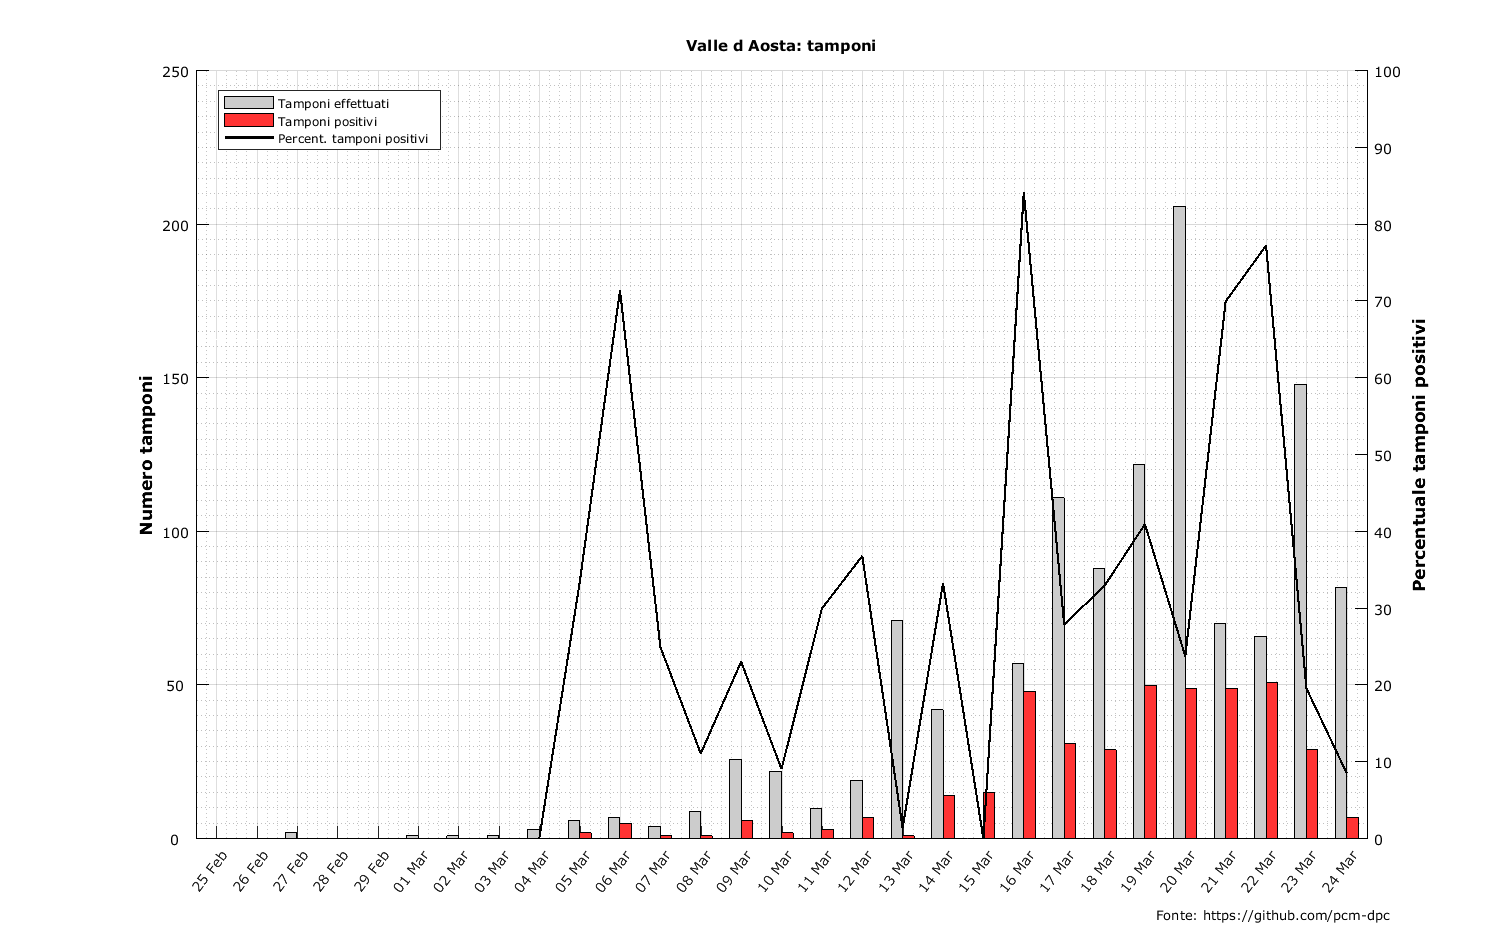 Valle d Aosta: tamponi
Tamponi effettuati
Tamponi positivi
Percent. tamponi positivi
Numero tamponi
250
200
150
100
50
0
Percentuale tamponi positivi
100
90
80
70
60
50
40
30
20
10
0
25 Feb
26 Feb
27 Feb
28 Feb
29 Feb
01 Mar
02 Mar
03 Mar
04 Mar
05 Mar
06 Mar
07 Mar
08 Mar
09 Mar
10 Mar
11 Mar
12 Mar
13 Mar
14 Mar
15 Mar
16 Mar
17 Mar
18 Mar
19 Mar
20 Mar
21 Mar
22 Mar
23 Mar
24 Mar
Fonte: https://github.com/pcm-dpc